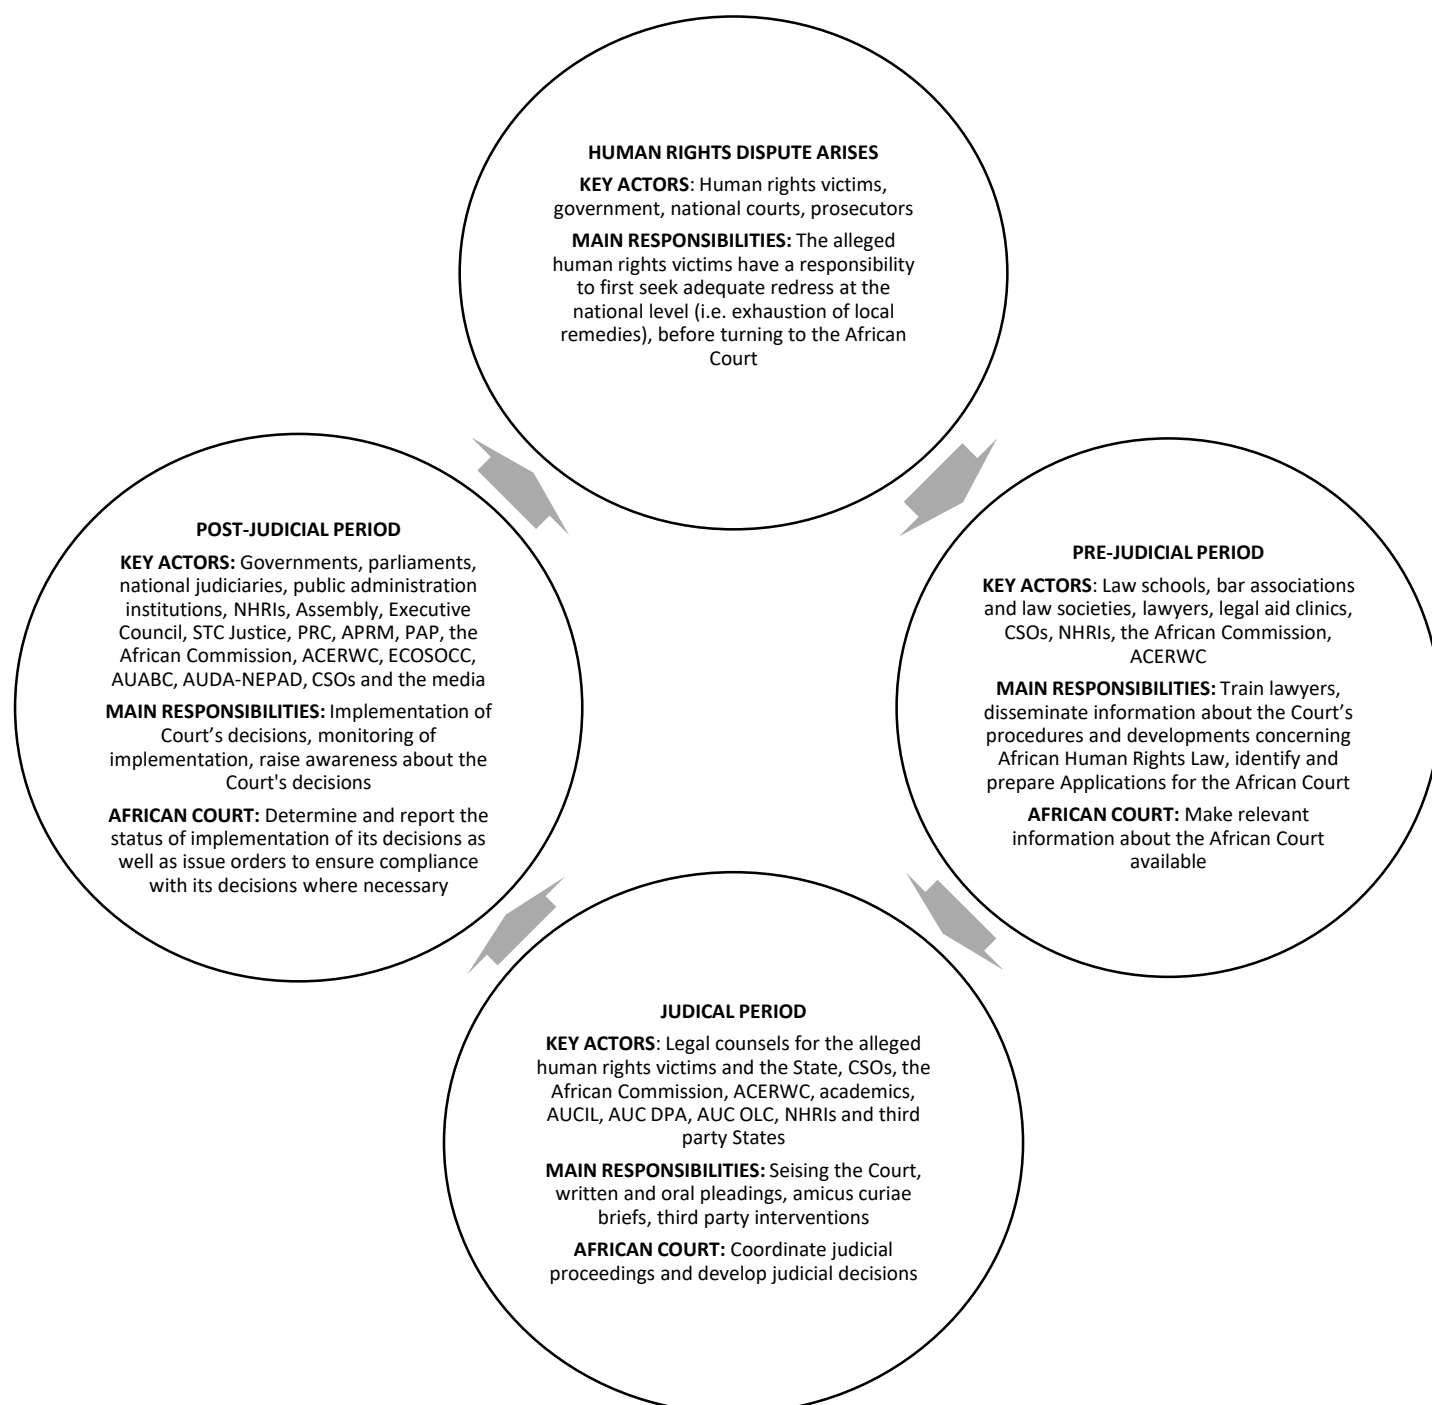 HUMAN RIGHTS DISPUTE ARISES
KEY ACTORS: Human rights victims,
government, national courts, prosecutors
MAIN RESPONSIBILITIES: The alleged
human rights victims have a responsibility
to first seek adequate redress at the
national level (i.e. exhaustion of local
remedies), before turning to the African
Court
PRE-JUDICIAL PERIOD
KEY ACTORS: Law schools, bar associations
and law societies, lawyers, legal aid clinics,
CSOs, NHRIs, the African Commission,
ACERWC
MAIN RESPONSIBILITIES: Train lawyers,
disseminate information about the Court’s
procedures and developments concerning
African Human Rights Law, identify and
prepare Applications for the African Court
AFRICAN COURT: Make relevant
information about the African Court
available
JUDICAL PERIOD
KEY ACTORS: Legal counsels for the alleged
human rights victims and the State, CSOs, the
African Commission, ACERWC, academics,
AUCIL, AUC DPA, AUC OLC, NHRIs and third
party States
MAIN RESPONSIBILITIES: Seising the Court,
written and oral pleadings, amicus curiae
briefs, third party interventions
AFRICAN COURT: Coordinate judicial
proceedings and develop judicial decisions
POST-JUDICIAL PERIOD
KEY ACTORS: Governments, parliaments,
national judiciaries, public administration
institutions, NHRIs, Assembly, Executive
Council, STC Justice, PRC, APRM, PAP, the
African Commission, ACERWC, ECOSOCC,
AUABC, AUDA-NEPAD, CSOs and the media
MAIN RESPONSIBILITIES: Implementation of
Court’s decisions, monitoring of
implementation, raise awareness about the
Court's decisions
AFRICAN COURT: Determine and report the
status of implementation of its decisions as
well as issue orders to ensure compliance
with its decisions where necessary